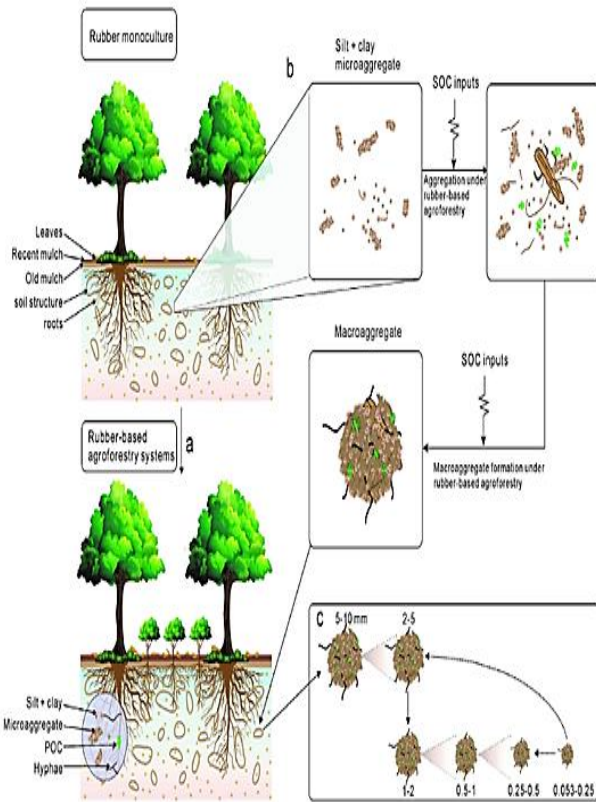 Rubber monoculture
b
Silt + clay
microaggregate
SOC inputs
Aggregation under
rubber-based
agroforestry
Leaves
Recent mulch
Old mulch
soil structure
roots
Macroaggregate
SOC inputs
Macroaggregate formation under
rubber-based agroforestry
a
Rubber-based
agroforestry systems
Silt + clay
Microaggregate
POC
Hyphae
C
5-10 mm
2-5
1-2
0.5-1
0.25-0.5
0.053-0.25